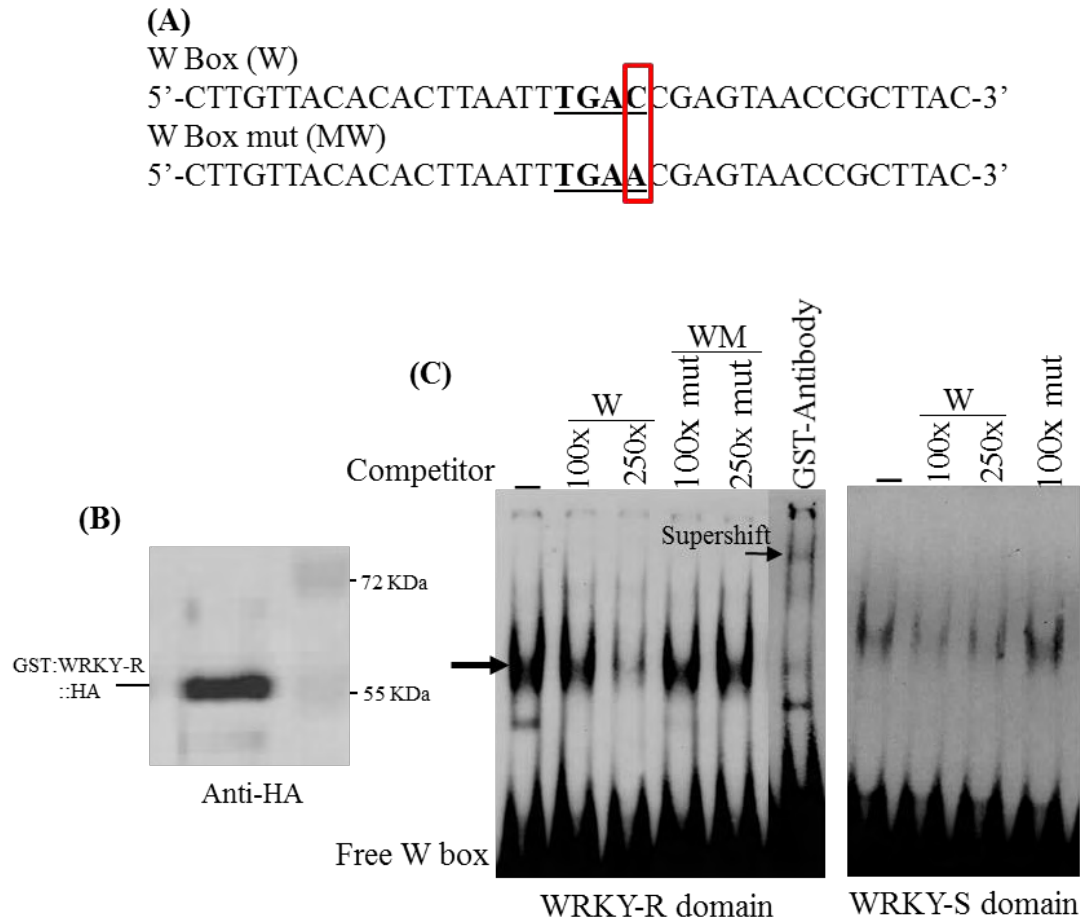 (A)
W Box (W)
5’-CTTGTTACACACTTAATTTGACCGAGTAACCGCTTAC-3’
W Box mut (MW)
5’-CTTGTTACACACTTAATTTGAACGAGTAACCGCTTAC-3’
(B)
72 KDa
GST:WRKY-R
::HA
55 KDa
Anti-HA
(C)
WM
W
Competitor
–
100x
250x
100x mut
250x mut
GST-Antibody
Supershift
Free W box
WRKY-R domain
W
–
100x
250x
100x mut
WRKY-S domain